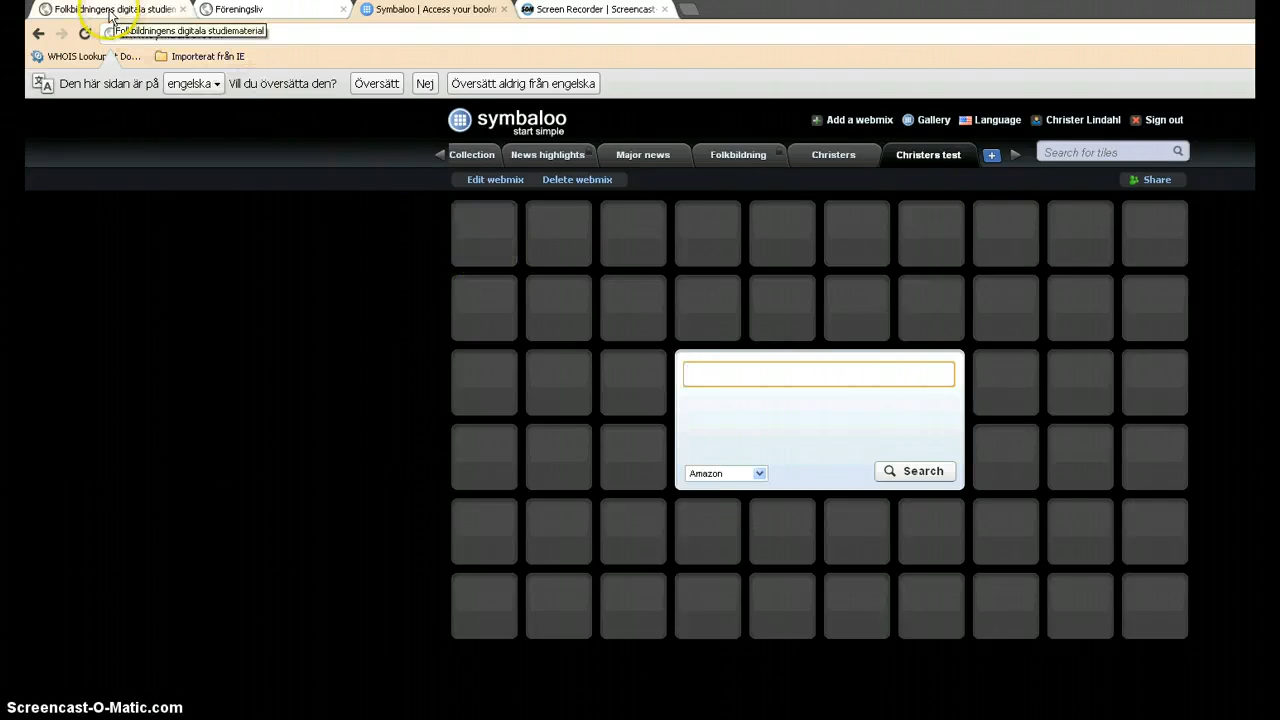 Folkbildningens digitala studien
Föreningsliv
Symbaloo | Access your bookm
Screen Recorder | Screencast-
Folkbildningens digitala studiematerial
WHOIS Lookup
Do...
Importerat från IE
Den här sidan är på engelska Vill du översätta den? Översätt Nej Översätt aldrig från engelska
symbaloo
start simple
Add a webmix Gallery Language Christer Lindahl Sign out
Collection News highlights Major news Folkbildning Christers Christers test + Search for tiles
Edit webmix Delete webmix Share
Amazon Search
Screencast-O-Matic.com